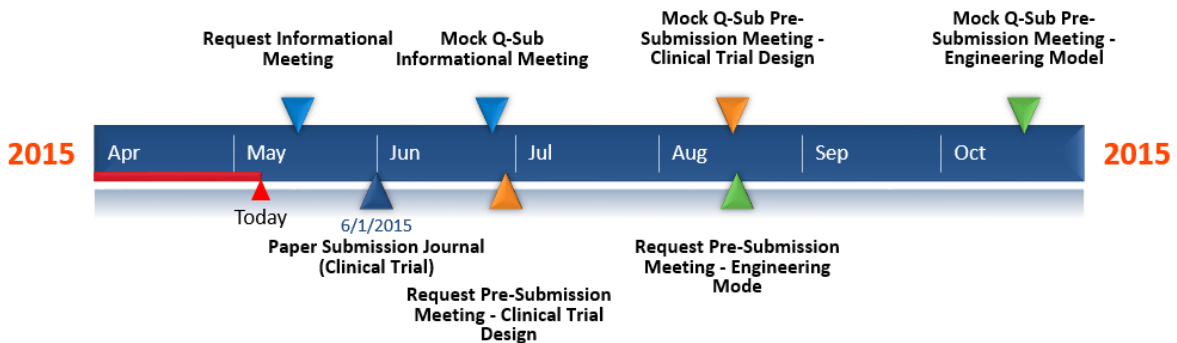 Request Informational
Meeting
Mock Q-Sub
Informational Meeting
Mock Q-Sub Pre-
Submission Meeting -
Clinical Trial Design
Mock Q-Sub Pre-
Submission Meeting -
Engineering Model
2015
Apr
May
Jun
Jul
Aug
Sep
Oct
2015
Today
6/1/2015
Paper Submission Journal
(Clinical Trial)
Request Pre-Submission
Meeting - Clinical Trial
Design
Request Pre-Submission
Meeting - Engineering
Mode